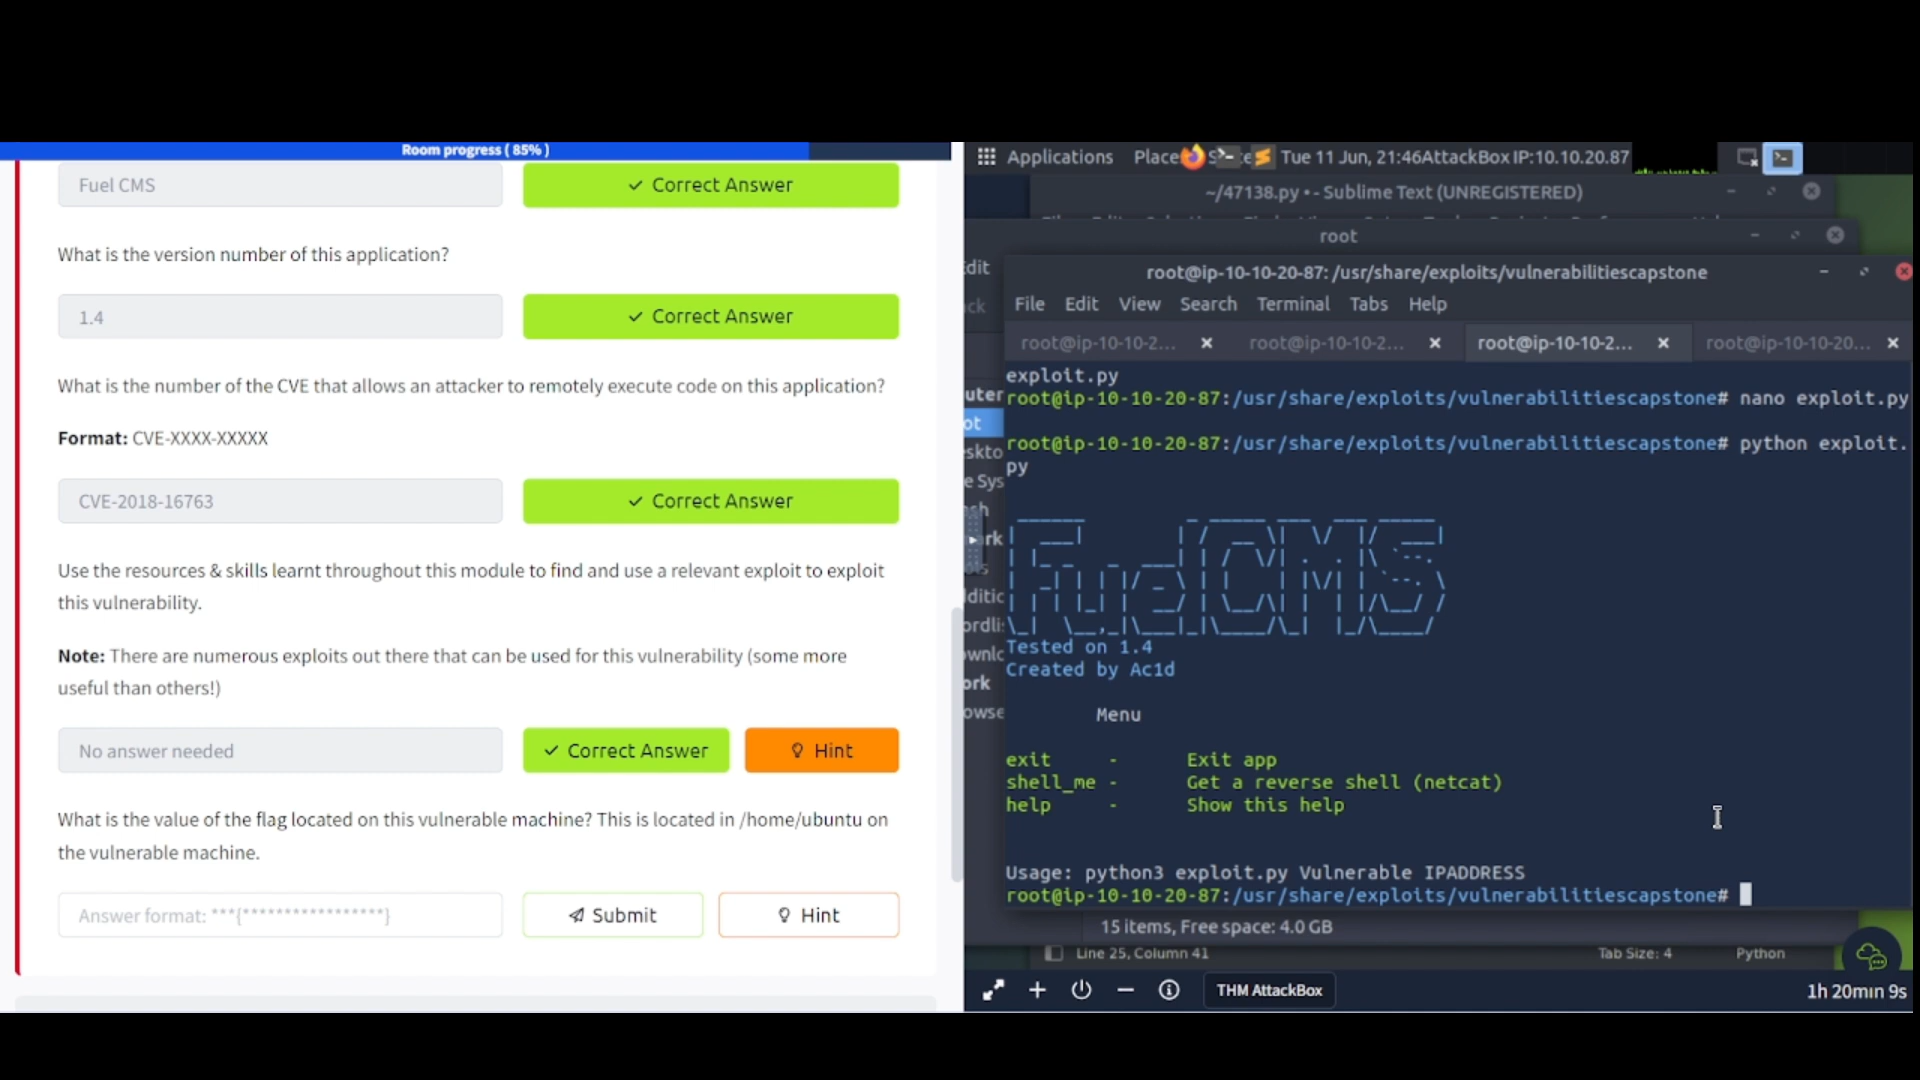 Room progress ( 85% )
Fuel CMS
Correct Answer
What is the version number of this application?
1.4
Correct Answer
What is the number of the CVE that allows an attacker to remotely execute code on this application?
Format: CVE-XXXX-XXXXX
CVE-2018-16763
Correct Answer
Use the resources & skills learnt throughout this module to find and use a relevant exploit to exploit
this vulnerability.
Note: There are numerous exploits out there that can be used for this vulnerability (some more
useful than others!)
No answer needed
Correct Answer
Hint
What is the value of the flag located on this vulnerable machine? This is located in /home/ubuntu on
the vulnerable machine.
Answer format: ***{*****************}
Submit
Hint
Applications
Tue 11 Jun, 21:46
AttackBox IP:10.10.20.87
~/47138.py • - Sublime Text (UNREGISTERED)
root
root@ip-10-10-20-87: /usr/share/exploits/vulnerabilitiescapstone
File Edit View Search Terminal Tabs Help
root@ip-10-10-2... × root@ip-10-10-2... × root@ip-10-10-2... × root@ip-10-10-20... ×
exploit.py
root@ip-10-10-20-87:/usr/share/exploits/vulnerabilitiescapstone# nano exploit.py
root@ip-10-10-20-87:/usr/share/exploits/vulnerabilitiescapstone# python exploit.
py
FuelCMS
Tested on 1.4
Created by Ac1d
Menu
exit - Exit app
shell_me - Get a reverse shell (netcat)
help - Show this help
Usage: python3 exploit.py Vulnerable IPADDRESS
root@ip-10-10-20-87:/usr/share/exploits/vulnerabilitiescapstone#
15 items, Free space: 4.0 GB
Line 25, Column 41
Tab Size: 4
Python
THM AttackBox
1h 20min 9s